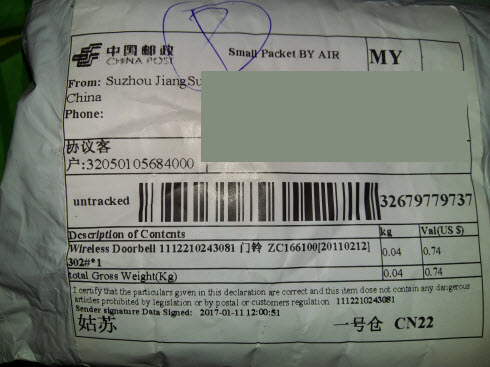 中国邮政
CHINA POST
Small Packet BY AIR
MY
From: Suzhou JiangSu
China
Phone:
协议客
户:32050105684000
untracked
32679779737
Description of Contents kg Val(US $)
Wireless Doorbell 1112210243081 门铃 ZC166100[20110212] 0.04 0.74
302#*1
total Gross Weight(Kg) 0.04 0.74
I certify that the particulars given in this declaration are correct and this item dose not contain any dangerous
articles prohibited by legislation or by postal or customers regulation 1112210243081
Sender signature Data Signed: 2017-01-11 12:00:51
姑苏 一号仓 CN22